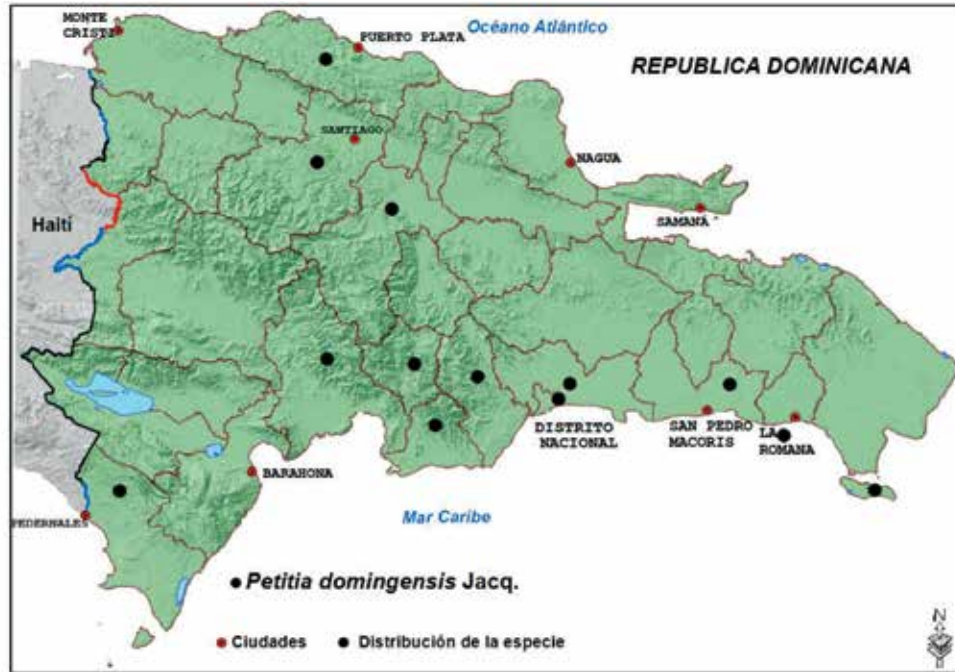 MONTE
CRISTI
PUERTO PLATA
Océano Atlántico
REPUBLICA DOMINICANA
SANTIAGO
NAGUA
SAMANÁ
Haití
DISTRITO
NACIONAL
SAN PEDRO
MACORIS
LA
ROMANA
BARAHONA
PEDERNALES
Mar Caribe
Petitia domingensis Jacq.
Ciudades
Distribución de la especie
N